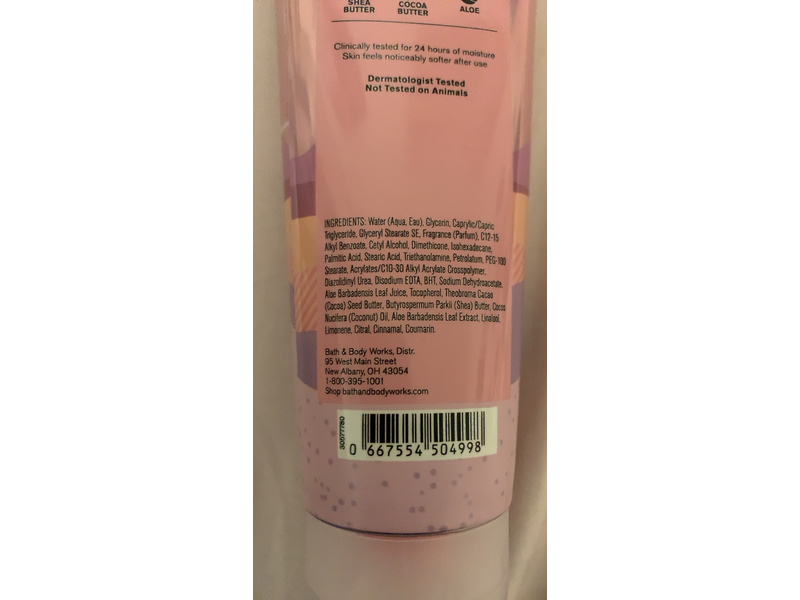 SHEA COCOA
BUTTER BUTTER ALOE
Clinically tested for 24 hours of moisture
Skin feels noticeably softer after use
Dermatologist Tested
Not Tested on Animals
INGREDIENTS: Water (Aqua, Eau), Glycerin, Caprylic/Capric
Triglyceride, Glyceryl Stearate SE, Fragrance (Parfum), C12-15
Alkyl Benzoate, Cetyl Alcohol, Dimethicone, Isohexadecane,
Palmitic Acid, Stearic Acid, Triethanolamine, Petrolatum, PEG-100
Stearate, Acrylates/C10-30 Alkyl Acrylate Crosspolymer,
Diazolidinyl Urea, Disodium EDTA, BHT, Sodium Dehydroacetate,
Aloe Barbadensis Leaf Juice, Tocopherol, Theobroma Cacao
(Cocoa) Seed Butter, Butyrospermum Parkii (Shea) Butter, Cocos
Nucifera (Coconut) Oil, Aloe Barbadensis Leaf Extract, Linalool,
Limonene, Citral, Cinnamal, Coumarin.
Bath & Body Works, Distr.
95 West Main Street
New Albany, OH 43054
1-800-395-1001
Shop bathandbodyworks.com
30577780
0 667554 504998